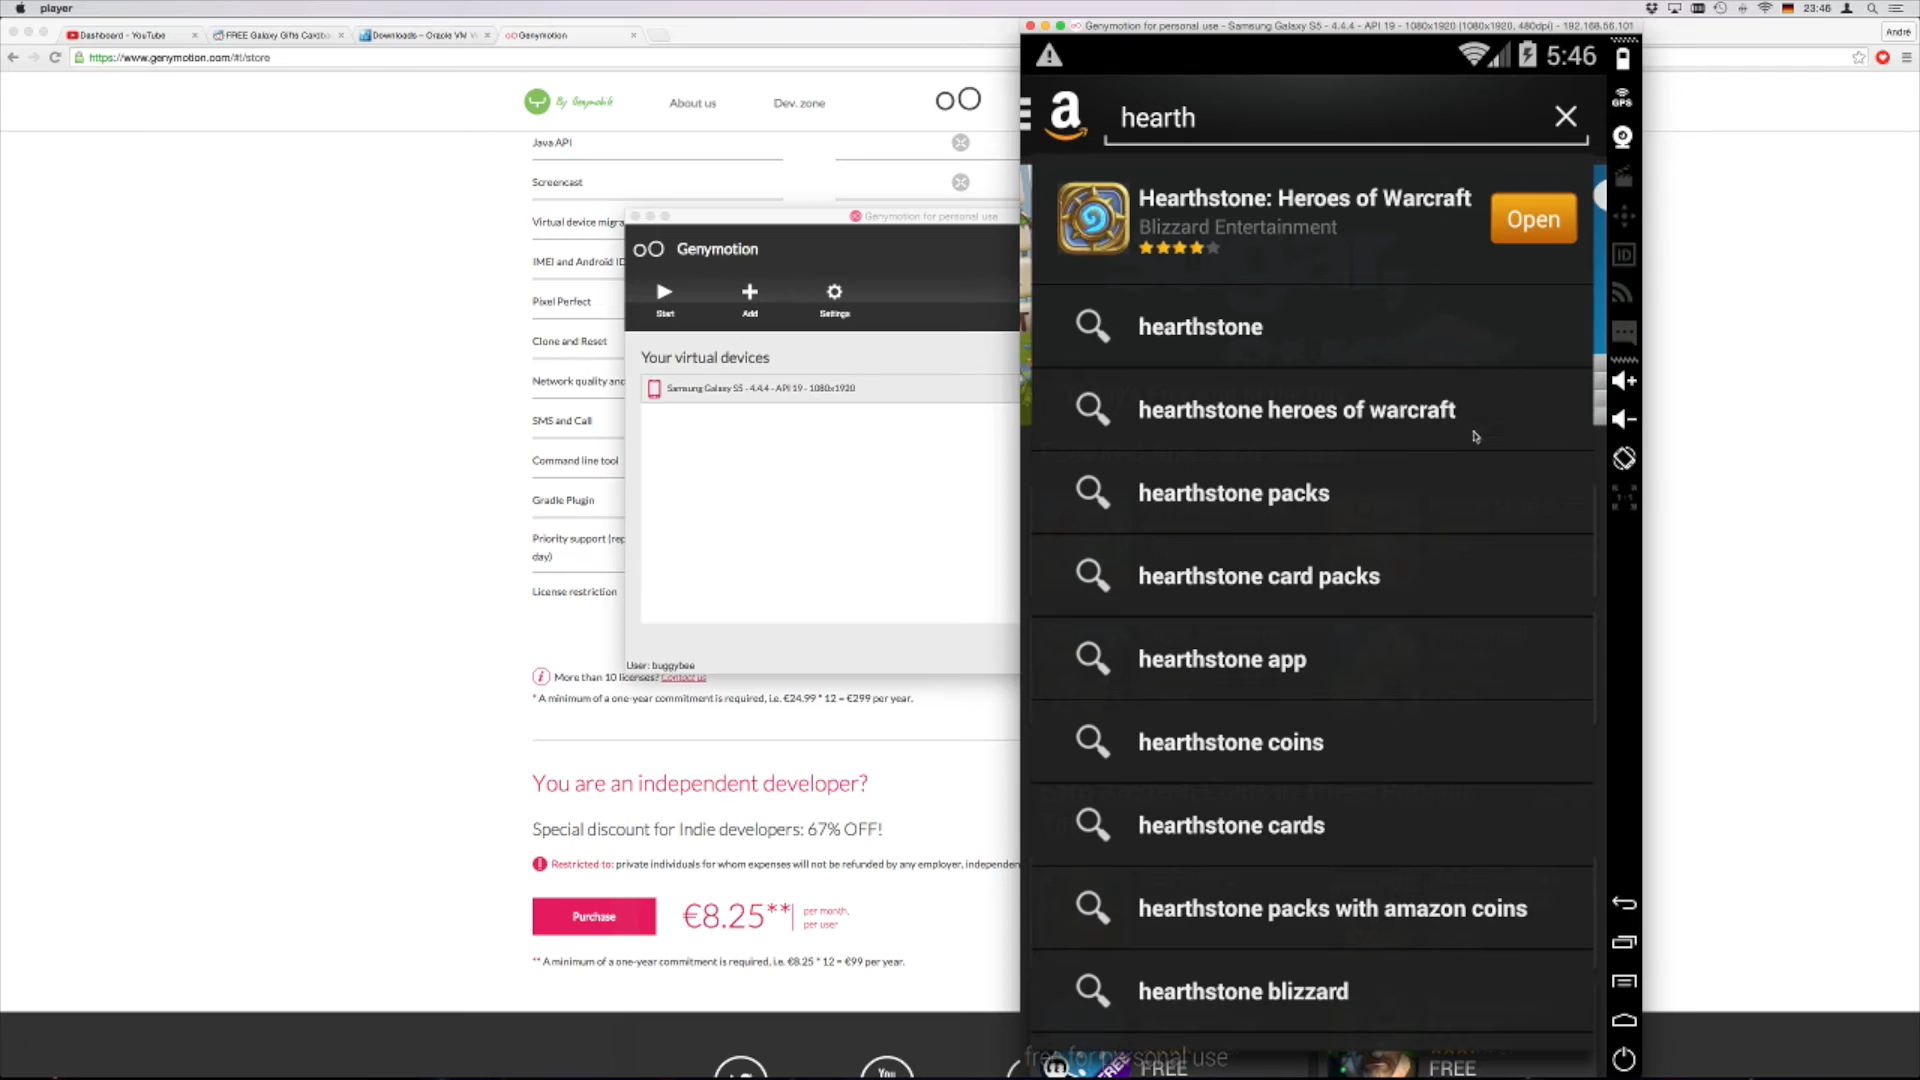 player
23:46
Dashboard - YouTube
FREE Galaxy Gifts Cardbo
Downloads – Oracle VM V
Genymotion
André
https://www.genymotion.com/#!/store
By Genymobile
About us
Dev. zone
Java API
Screencast
Virtual device migra
IMEI and Android ID
Pixel Perfect
Clone and Reset
Network quality and
SMS and Call
Command line tool
Gradle Plugin
Priority support (rep
day)
License restriction
More than 10 licenses? Contact us
* A minimum of a one-year commitment is required, i.e. €24.99 * 12 = €299 per year.
You are an independent developer?
Special discount for Indie developers: 67% OFF!
Restricted to: private individuals for whom expenses will not be refunded by any employer, independen
Purchase
€8.25**
per month,
per user
** A minimum of a one-year commitment is required, i.e. €8.25 * 12 = €99 per year.
You
Genymotion for personal use
Genymotion
Start
Add
Settings
Your virtual devices
Samsung Galaxy S5 - 4.4.4 - API 19 - 1080x1920
User: buggybee
Genymotion for personal use - Samsung Galaxy S5 - 4.4.4 - API 19 - 1080x1920 (1080x1920, 480dpi) - 192.168.56.101
5:46
hearth
Hearthstone: Heroes of Warcraft
Blizzard Entertainment
Open
hearthstone
hearthstone heroes of warcraft
hearthstone packs
hearthstone card packs
hearthstone app
hearthstone coins
hearthstone cards
hearthstone packs with amazon coins
hearthstone blizzard
free for personal use
FREE
FREE
FREE
GPS
ID
1:1